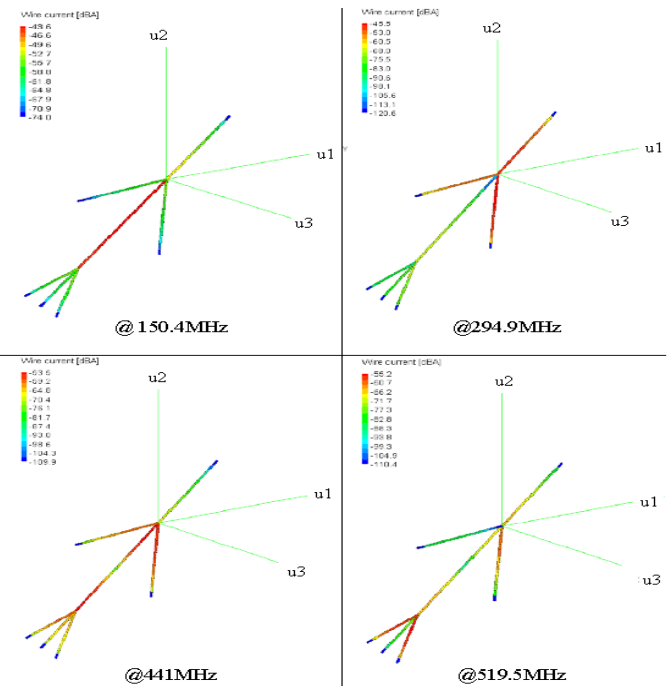 Wire current [dBA]
-43.6
-46.6
-49.6
-52.7
-55.7
-58.8
-61.8
-64.8
-67.9
-70.9
-74.0
u2
u1
u3
@150.4MHz
Wire current [dBA]
-45.5
-53.0
-60.5
-68.0
-75.5
-83.0
-90.6
-98.1
-105.6
-113.1
-120.6
u2
u1
u3
@294.9MHz
Wire current [dBA]
-53.5
-59.2
-64.8
-70.4
-76.1
-81.7
-87.4
-93.0
-98.6
-104.3
-109.9
u2
u1
u3
@441MHz
Wire current [dBA]
-55.2
-60.7
-66.2
-71.7
-77.3
-82.8
-88.3
-93.8
-99.3
-104.9
-110.4
u2
u1
u3
@519.5MHz